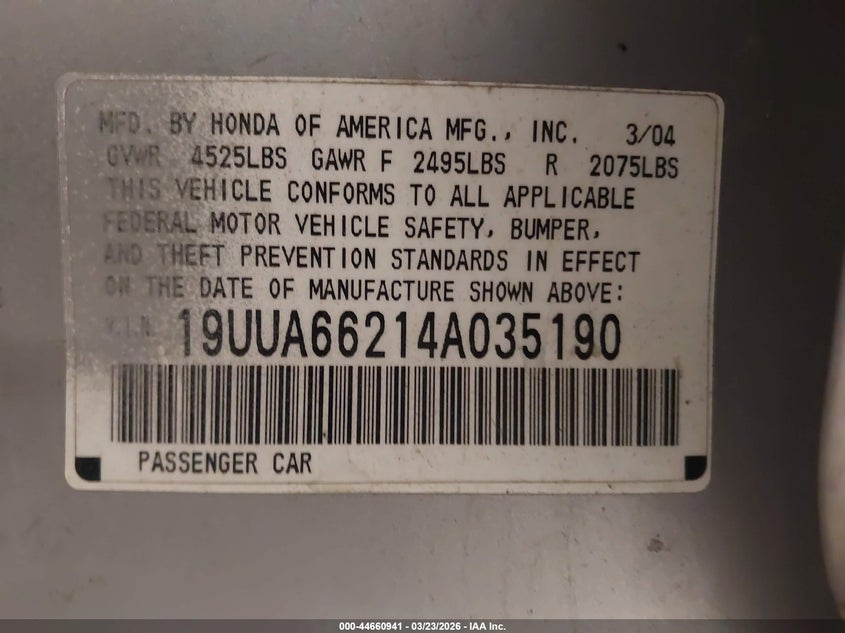 MFD. BY HONDA OF AMERICA MFG., INC. 3/04
GVWR 4525LBS GAWR F 2495LBS R 2075LBS
THIS VEHICLE CONFORMS TO ALL APPLICABLE
FEDERAL MOTOR VEHICLE SAFETY, BUMPER,
AND THEFT PREVENTION STANDARDS IN EFFECT
ON THE DATE OF MANUFACTURE SHOWN ABOVE:
V.I.N. 19UUA66214A035190
PASSENGER CAR
000-44660941 - 03/23/2026 - IAA Inc.